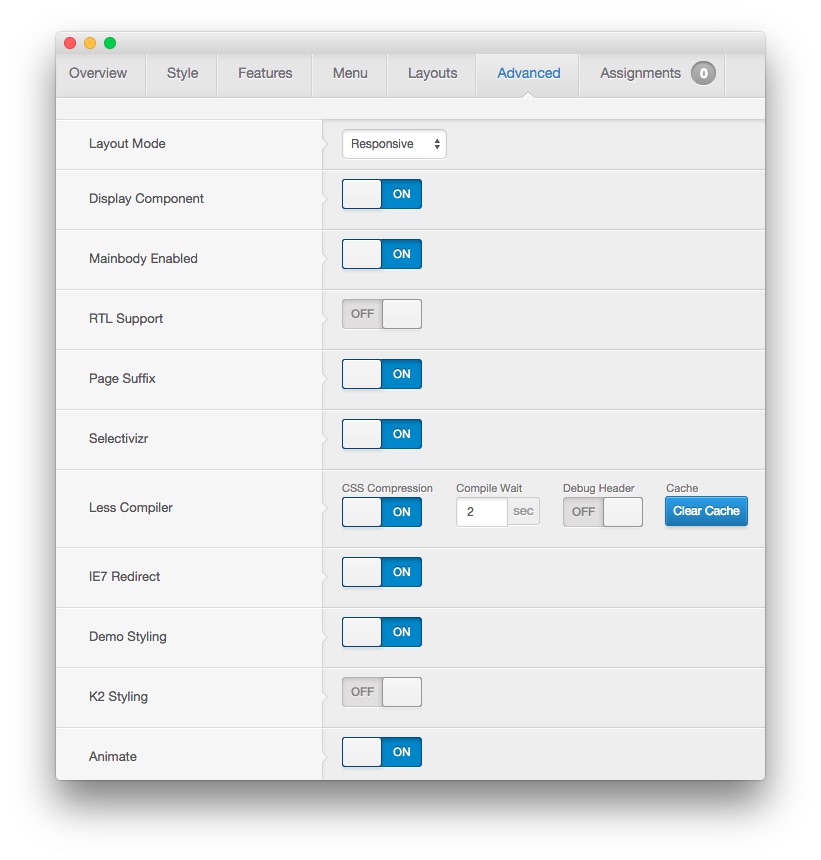 Overview Style Features Menu Layouts Advanced Assignments 0
Layout Mode Responsive
Display Component ON
Mainbody Enabled ON
RTL Support OFF
Page Suffix ON
Selectivizr ON
CSS Compression Compile Wait Debug Header Cache
Less Compiler ON 2 sec OFF Clear Cache
IE7 Redirect ON
Demo Styling ON
K2 Styling OFF
Animate ON